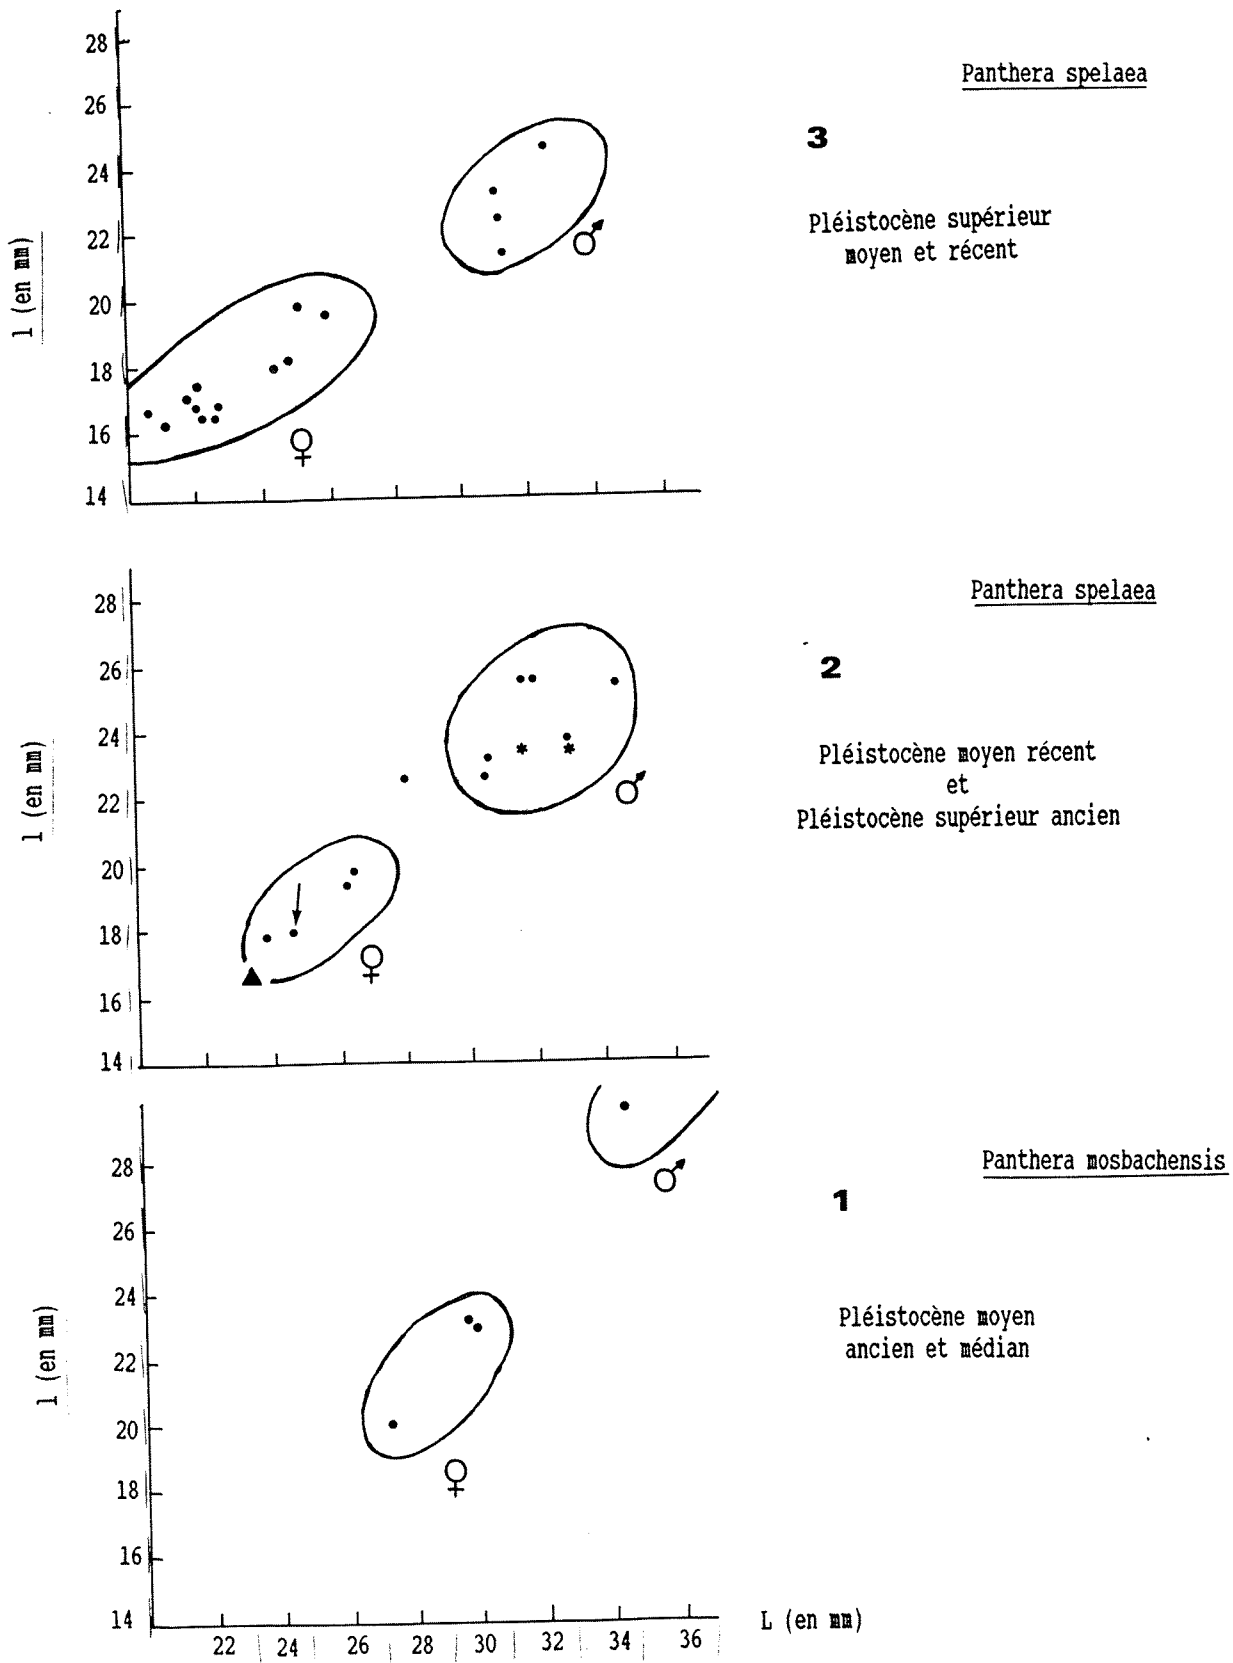 28
26
24
22
20
18
16
14
l (en mm)
♂
♀
Panthera spelaea
3
Pléistocène supérieur
moyen et récent
28
26
24
22
20
18
16
14
l (en mm)
♂
♀
Panthera spelaea
2
Pléistocène moyen récent
et
Pléistocène supérieur ancien
28
26
24
22
20
18
16
14
l (en mm)
♂
♀
Panthera mosbachensis
1
Pléistocène moyen
ancien et médian
22 24 26 28 30 32 34 36
L (en mm)